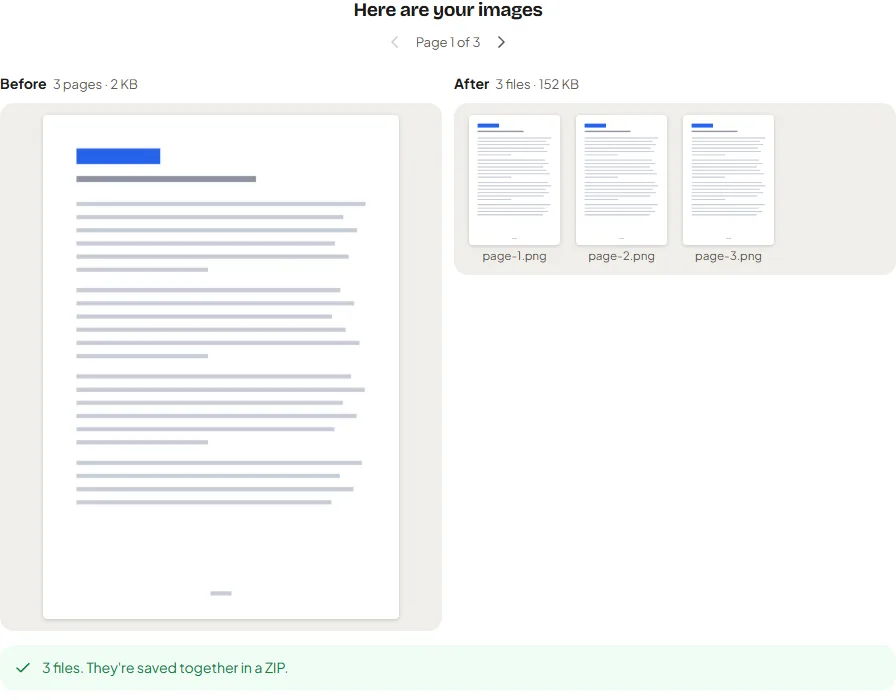 Here are your images
Page 1 of 3
Before 3 pages · 2 KB
After 3 files · 152 KB
page-1.png
page-2.png
page-3.png
3 files. They're saved together in a ZIP.